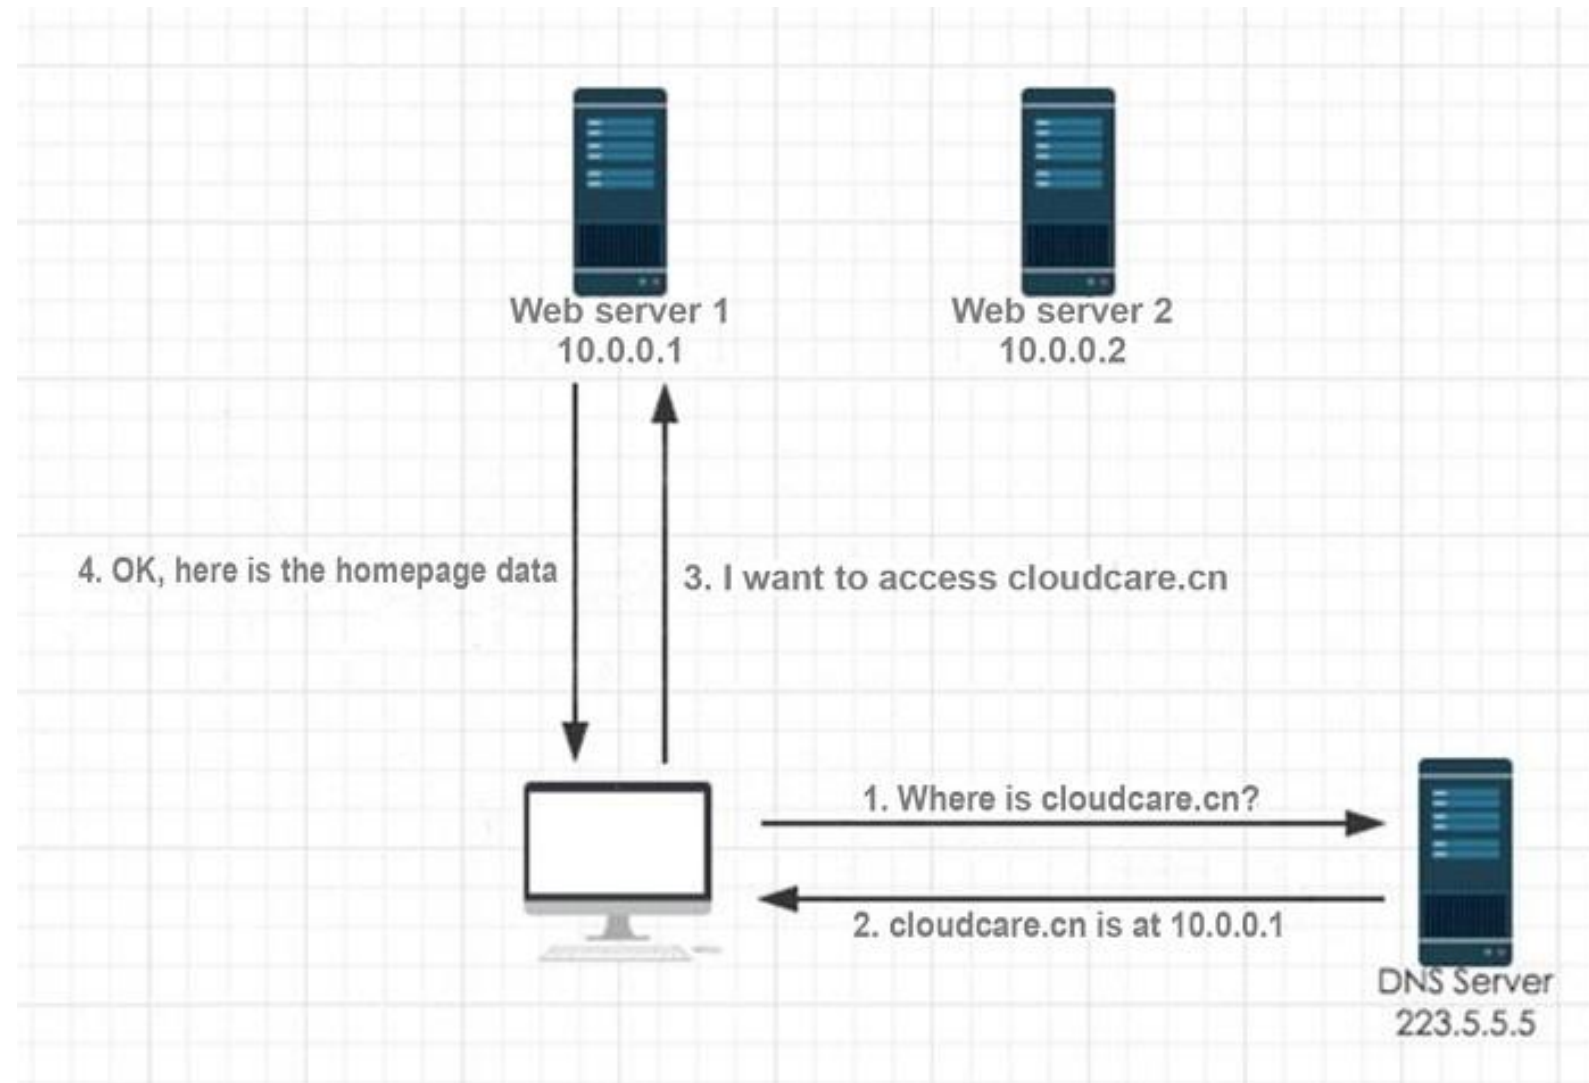 Web server 1
10.0.0.1
Web server 2
10.0.0.2
4. OK, here is the homepage data
3. I want to access cloudcare.cn
1. Where is cloudcare.cn?
2. cloudcare.cn is at 10.0.0.1
DNS Server
223.5.5.5